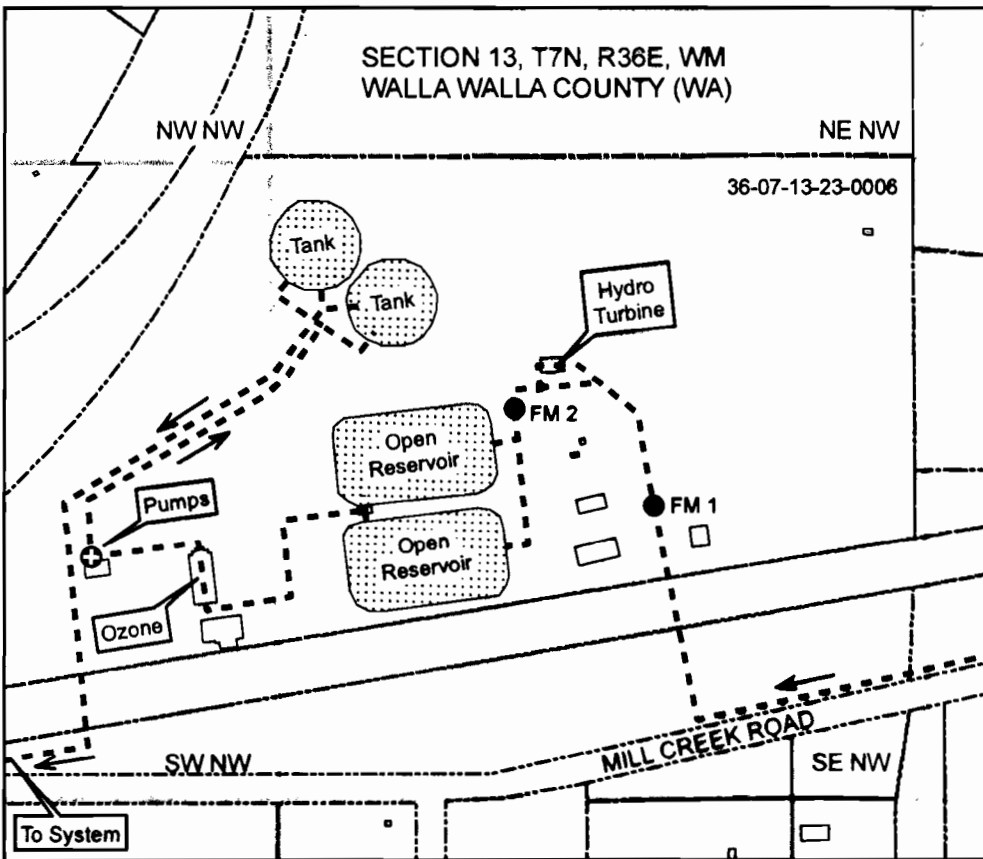 SECTION 13, T7N, R36E, WM
WALLA WALLA COUNTY (WA)
NW NW
NE NW
36-07-13-23-0006
Tank
Tank
Hydro
Turbine
FM 2
Open
Reservoir
Pumps
FM 1
Open
Reservoir
Ozone
MILL CREEK ROAD
SW NW
SE NW
To System